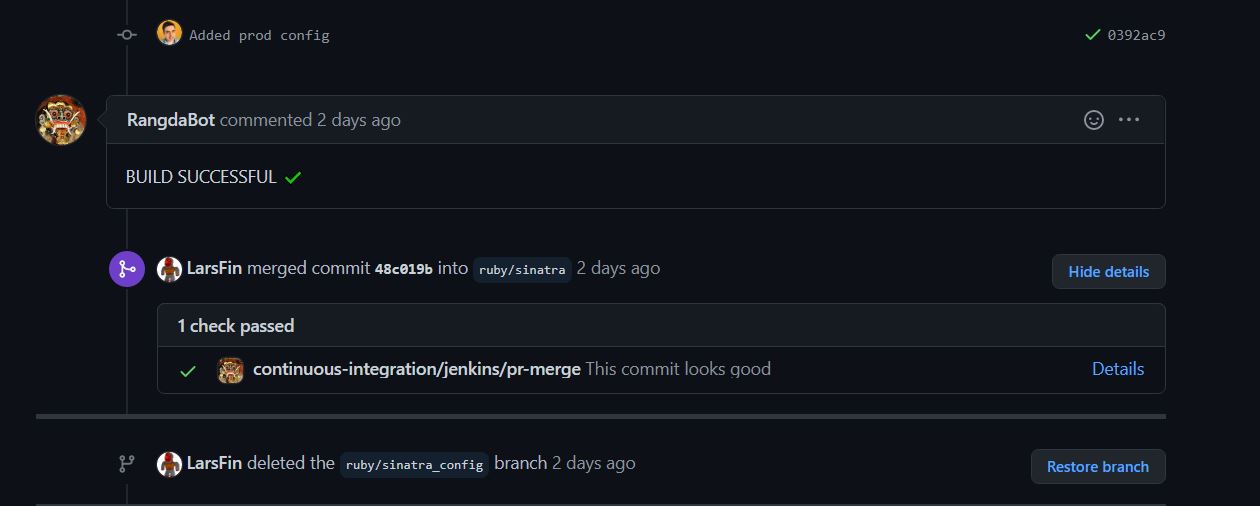 Added prod config 0392ac9
RangdaBot commented 2 days ago
BUILD SUCCESSFUL
LarsFin merged commit 48c019b into ruby/sinatra 2 days ago Hide details
1 check passed
continuous-integration/jenkins/pr-merge This commit looks good Details
LarsFin deleted the ruby/sinatra_config branch 2 days ago Restore branch